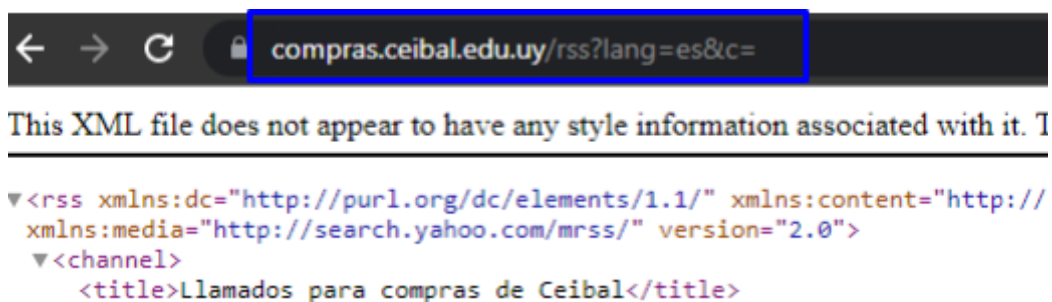 compras.ceibal.edu.uy/rss?lang=es&c=
This XML file does not appear to have any style information associated with it.
<rss xmlns:dc="http://purl.org/dc/elements/1.1/" xmlns:content="http://
xmlns:media="http://search.yahoo.com/mrss/" version="2.0">
<channel>
<title>Llamados para compras de Ceibal</title>